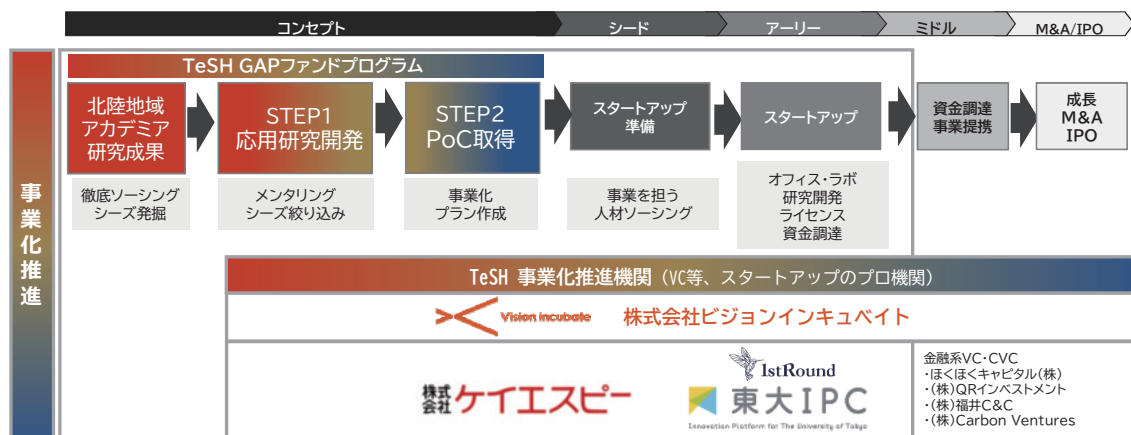 コンセプト
シード
アーリー
ミドル
M&A/IPO
事業化推進
TeSH GAPファンドプログラム
北陸地域
アカデミア
研究成果
STEP1
応用研究開発
STEP2
PoC取得
スタートアップ
準備
スタートアップ
資金調達
事業提携
成長
M&A
IPO
徹底ソーシング
シーズ発掘
メンタリング
シーズ絞り込み
事業化
プラン作成
事業を担う
人材ソーシング
オフィス・ラボ
研究開発
ライセンス
資金調達
TeSH 事業化推進機関（VC等、スタートアップのプロ機関）
Vision incubate
株式会社ビジョンインキュベイト
株式会社ケイエスピー
1stRound
東大IPC
Innovation Platform for The University of Tokyo
金融系VC・CVC
・ほくほくキャピタル(株)
・(株)QRインベストメント
・(株)福井C&C
・(株)Carbon Ventures